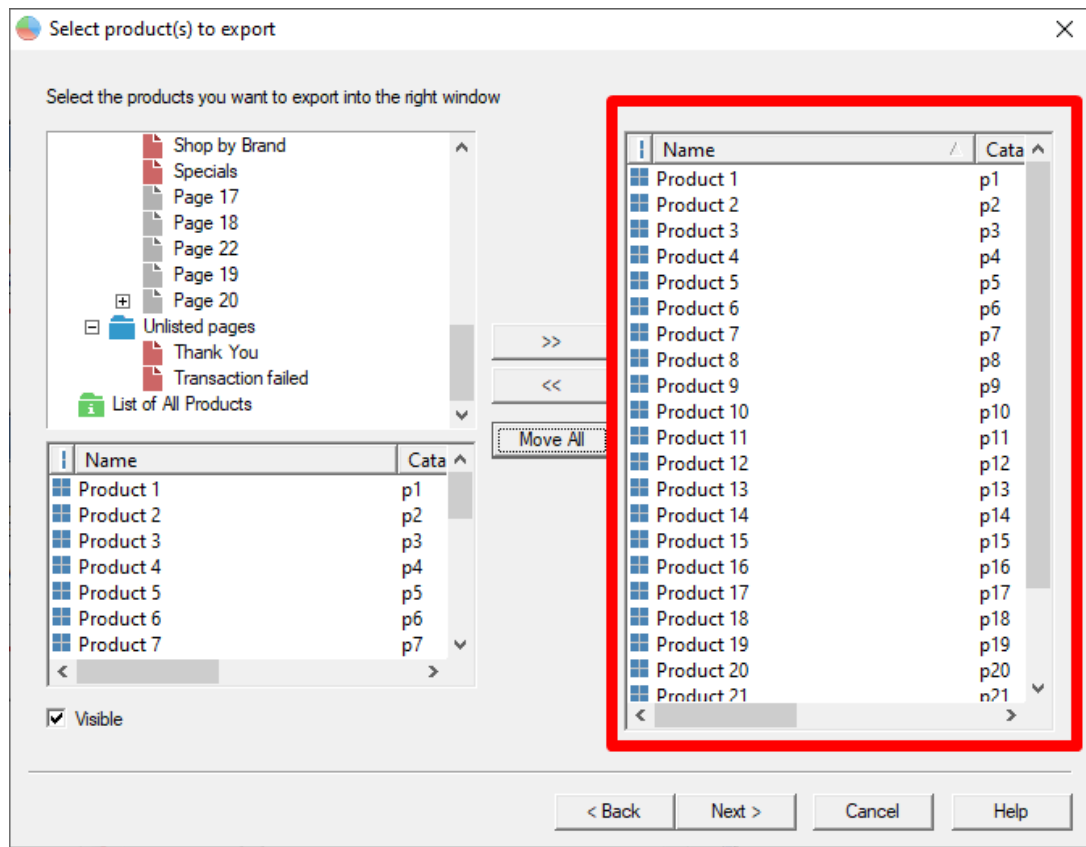 Select product(s) to export
Select the products you want to export into the right window
Shop by Brand
Specials
Page 17
Page 18
Page 22
Page 19
Page 20
Unlisted pages
Thank You
Transaction failed
List of All Products
Name Cata
Product 1 p1
Product 2 p2
Product 3 p3
Product 4 p4
Product 5 p5
Product 6 p6
Product 7 p7
Visible
>>
<<
Move All
Name Cata
Product 1 p1
Product 2 p2
Product 3 p3
Product 4 p4
Product 5 p5
Product 6 p6
Product 7 p7
Product 8 p8
Product 9 p9
Product 10 p10
Product 11 p11
Product 12 p12
Product 13 p13
Product 14 p14
Product 15 p15
Product 16 p16
Product 17 p17
Product 18 p18
Product 19 p19
Product 20 p20
Product 21 p21
< Back Next > Cancel Help